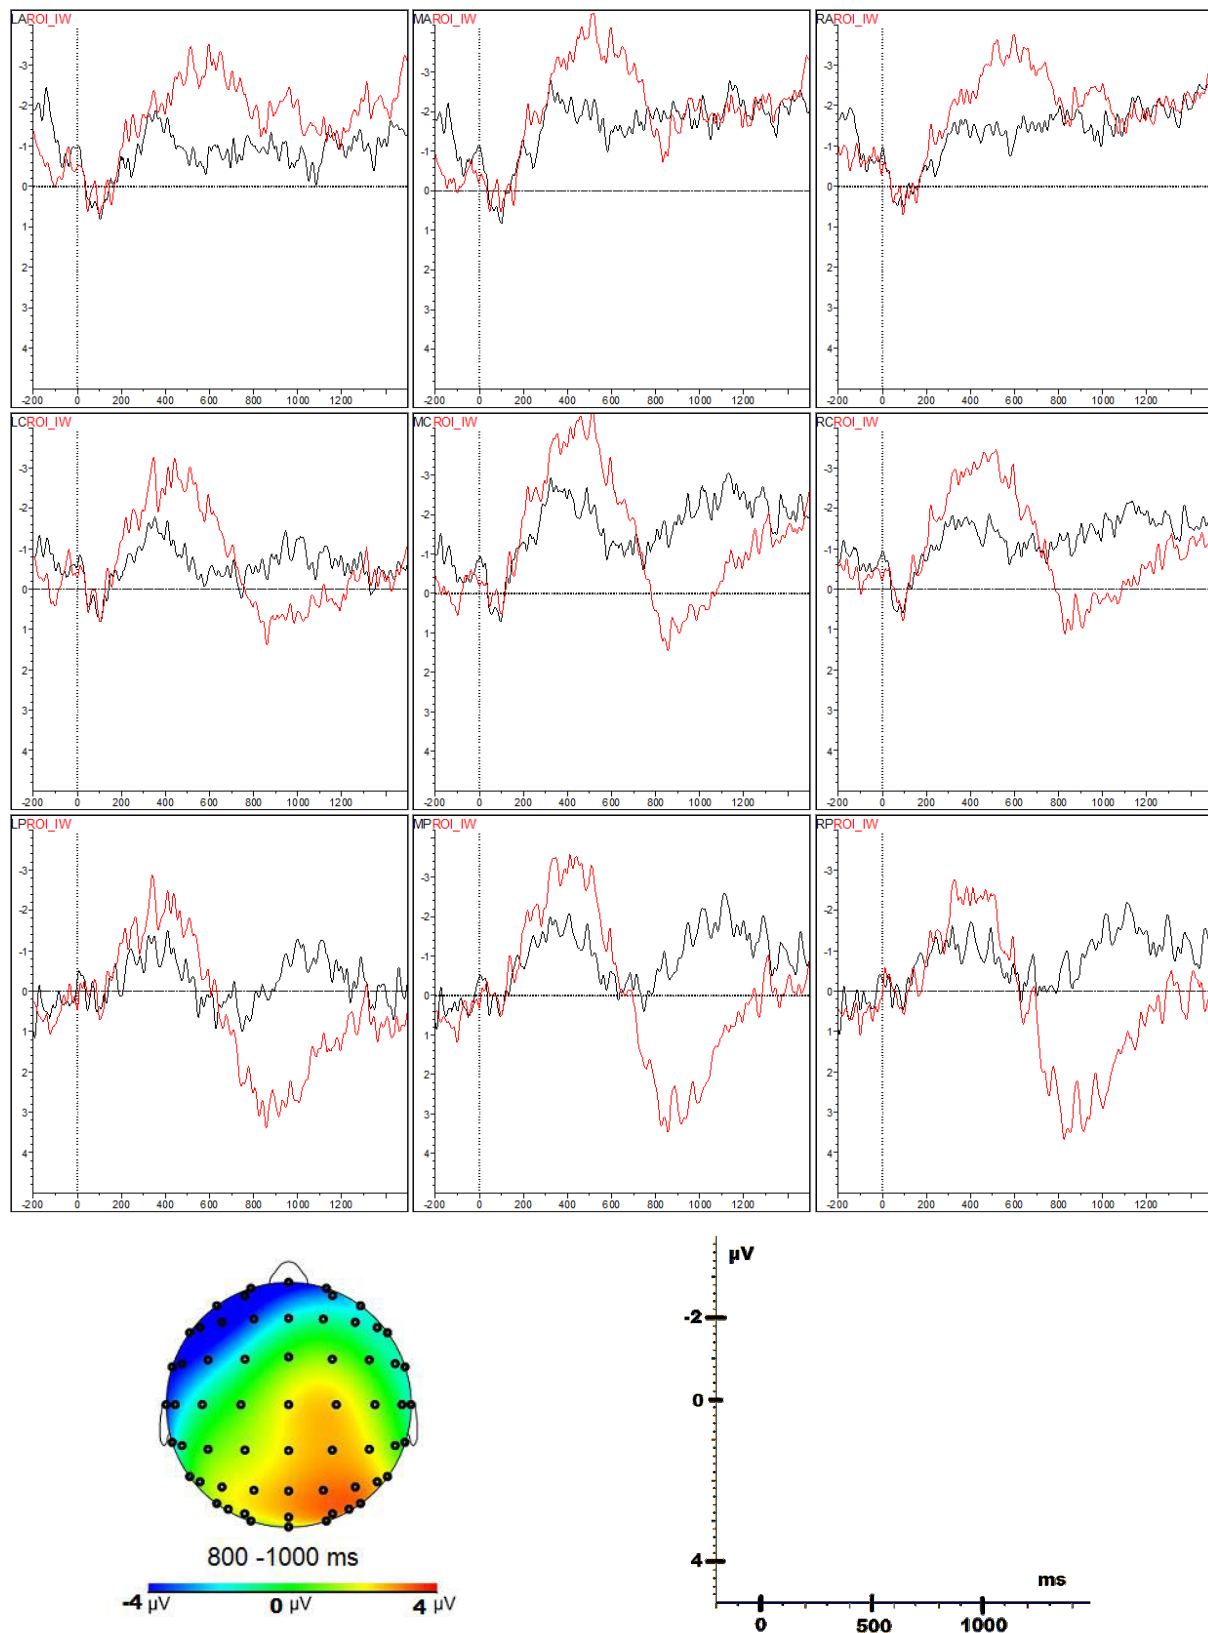 LAROI_IW MAROI_IW RAROI_IW
-3 -3 -3
-2 -2 -2
-1 -1 -1
0 0 0
1 1 1
2 2 2
3 3 3
4 4 4
-200 0 200 400 600 800 1000 1200 -200 0 200 400 600 800 1000 1200 -200 0 200 400 600 800 1000 1200
LCROI_IW MCROI_IW RCROI_IW
-3 -3 -3
-2 -2 -2
-1 -1 -1
0 0 0
1 1 1
2 2 2
3 3 3
4 4 4
-200 0 200 400 600 800 1000 1200 -200 0 200 400 600 800 1000 1200 -200 0 200 400 600 800 1000 1200
LPROI_IW MPROI_IW RPROI_IW
-3 -3 -3
-2 -2 -2
-1 -1 -1
0 0 0
1 1 1
2 2 2
3 3 3
4 4 4
-200 0 200 400 600 800 1000 1200 -200 0 200 400 600 800 1000 1200 -200 0 200 400 600 800 1000 1200
800 -1000 ms
-4 µV 0 µV 4 µV
µV
-2
0
4
ms
0 500 1000